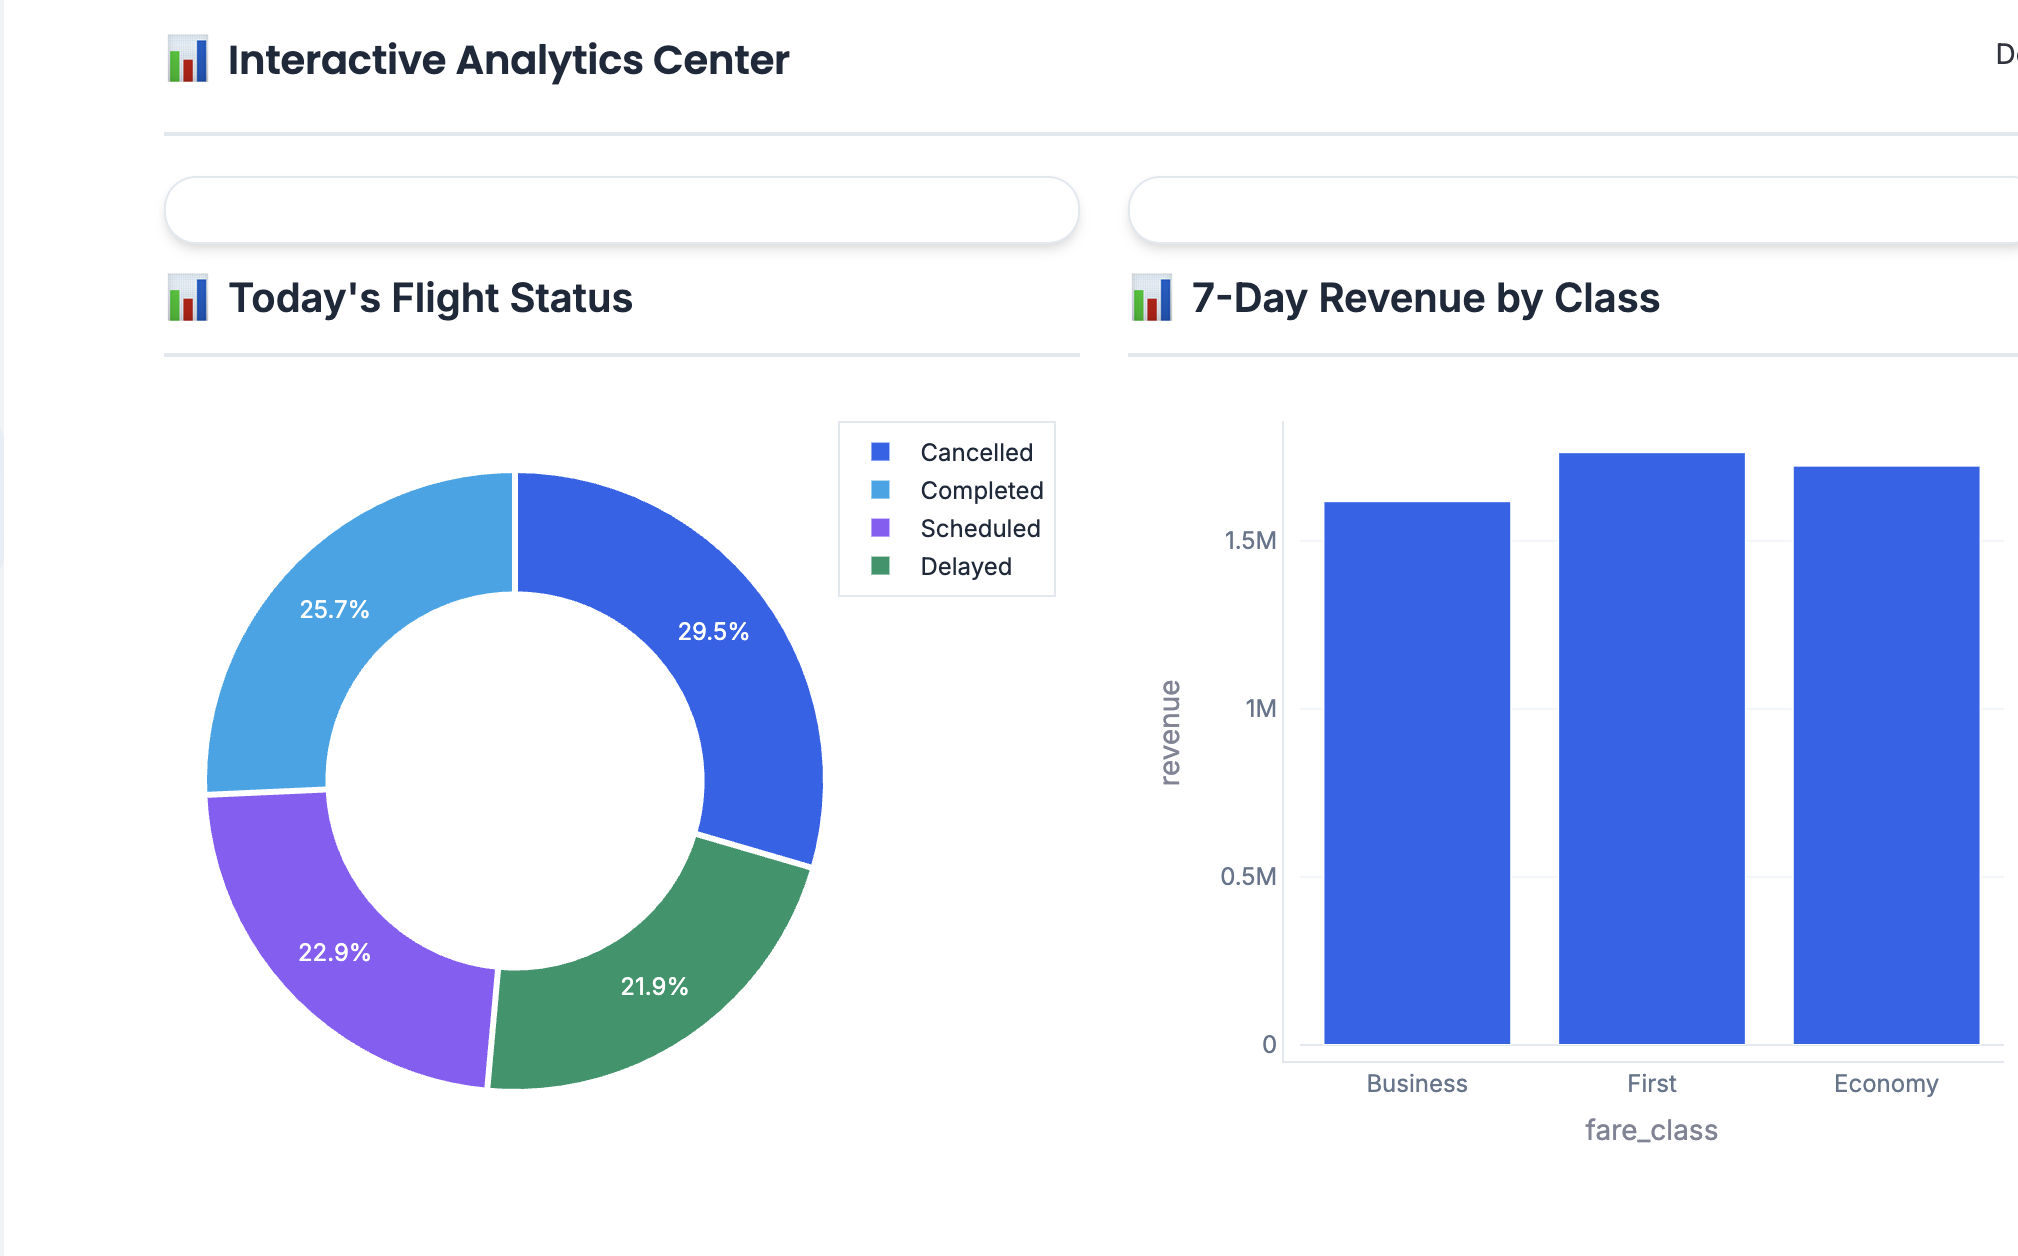 Interactive Analytics Center
Today's Flight Status
Cancelled
Completed
Scheduled
Delayed
25.7%
29.5%
22.9%
21.9%
7-Day Revenue by Class
1.5M
1M
0.5M
0
revenue
Business First Economy
fare_class